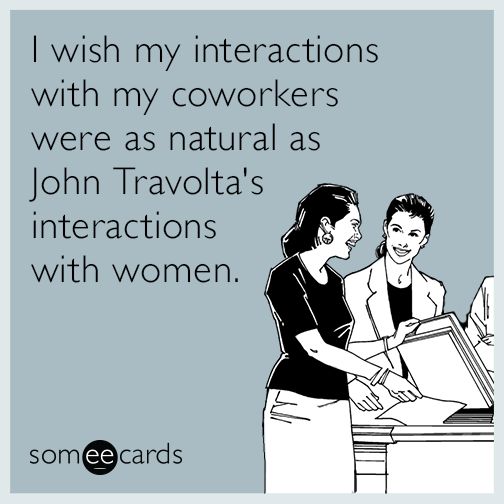 I wish my interactions
with my coworkers
were as natural as
John Travolta's
interactions
with women.
someecards